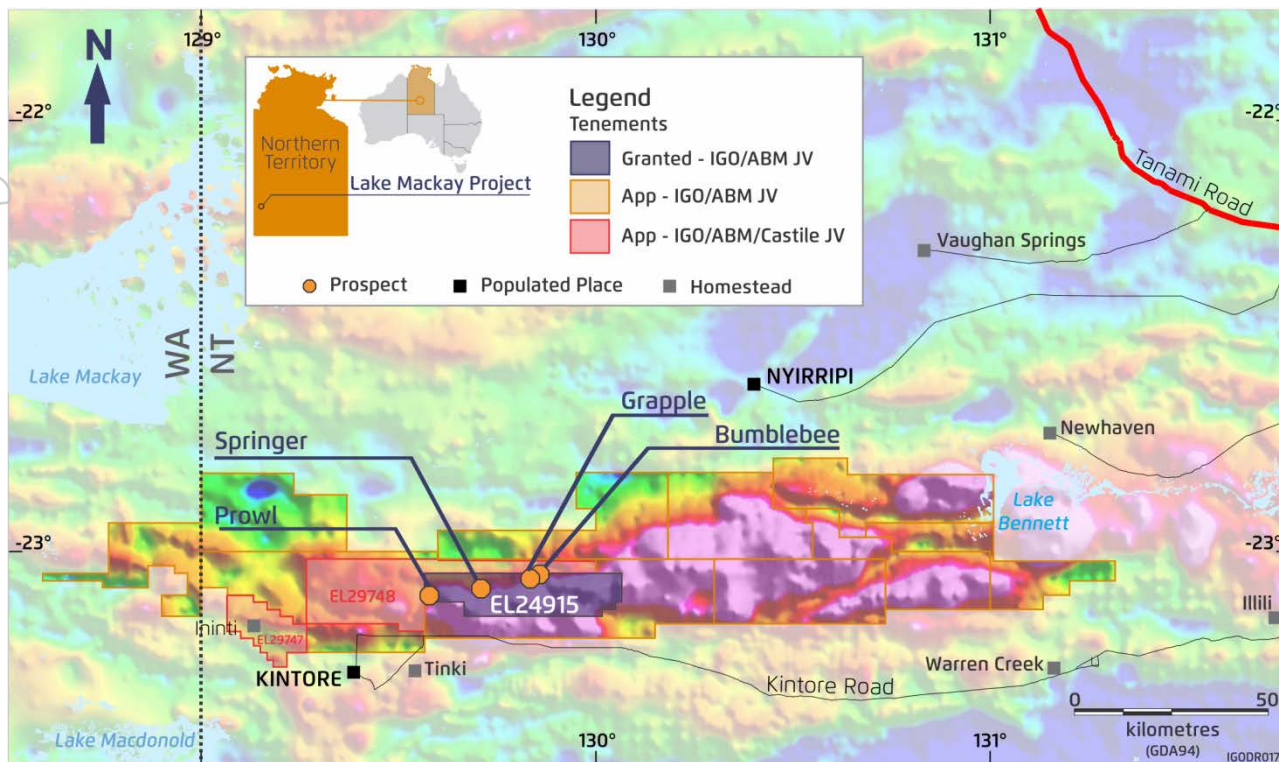 129°
130°
131°
N
-22°
-22°
Legend
Tenements
Granted - IGO/ABM JV
App - IGO/ABM JV
App - IGO/ABM/Castile JV
Northern
Territory
Lake Mackay Project
Prospect
Populated Place
Homestead
Tanami Road
Vaughan Springs
WA
NT
Lake Mackay
NYIRRIPI
Grapple
Bumblebee
Springer
Newhaven
Prowl
Lake
Bennett
-23°
-23°
EL29748
EL24915
Ininti
EL29747
Illili
KINTORE
Tinki
Kintore Road
Warren Creek
0
50
kilometres
(GDA94)
Lake Macdonold
130°
131°
IGODR017